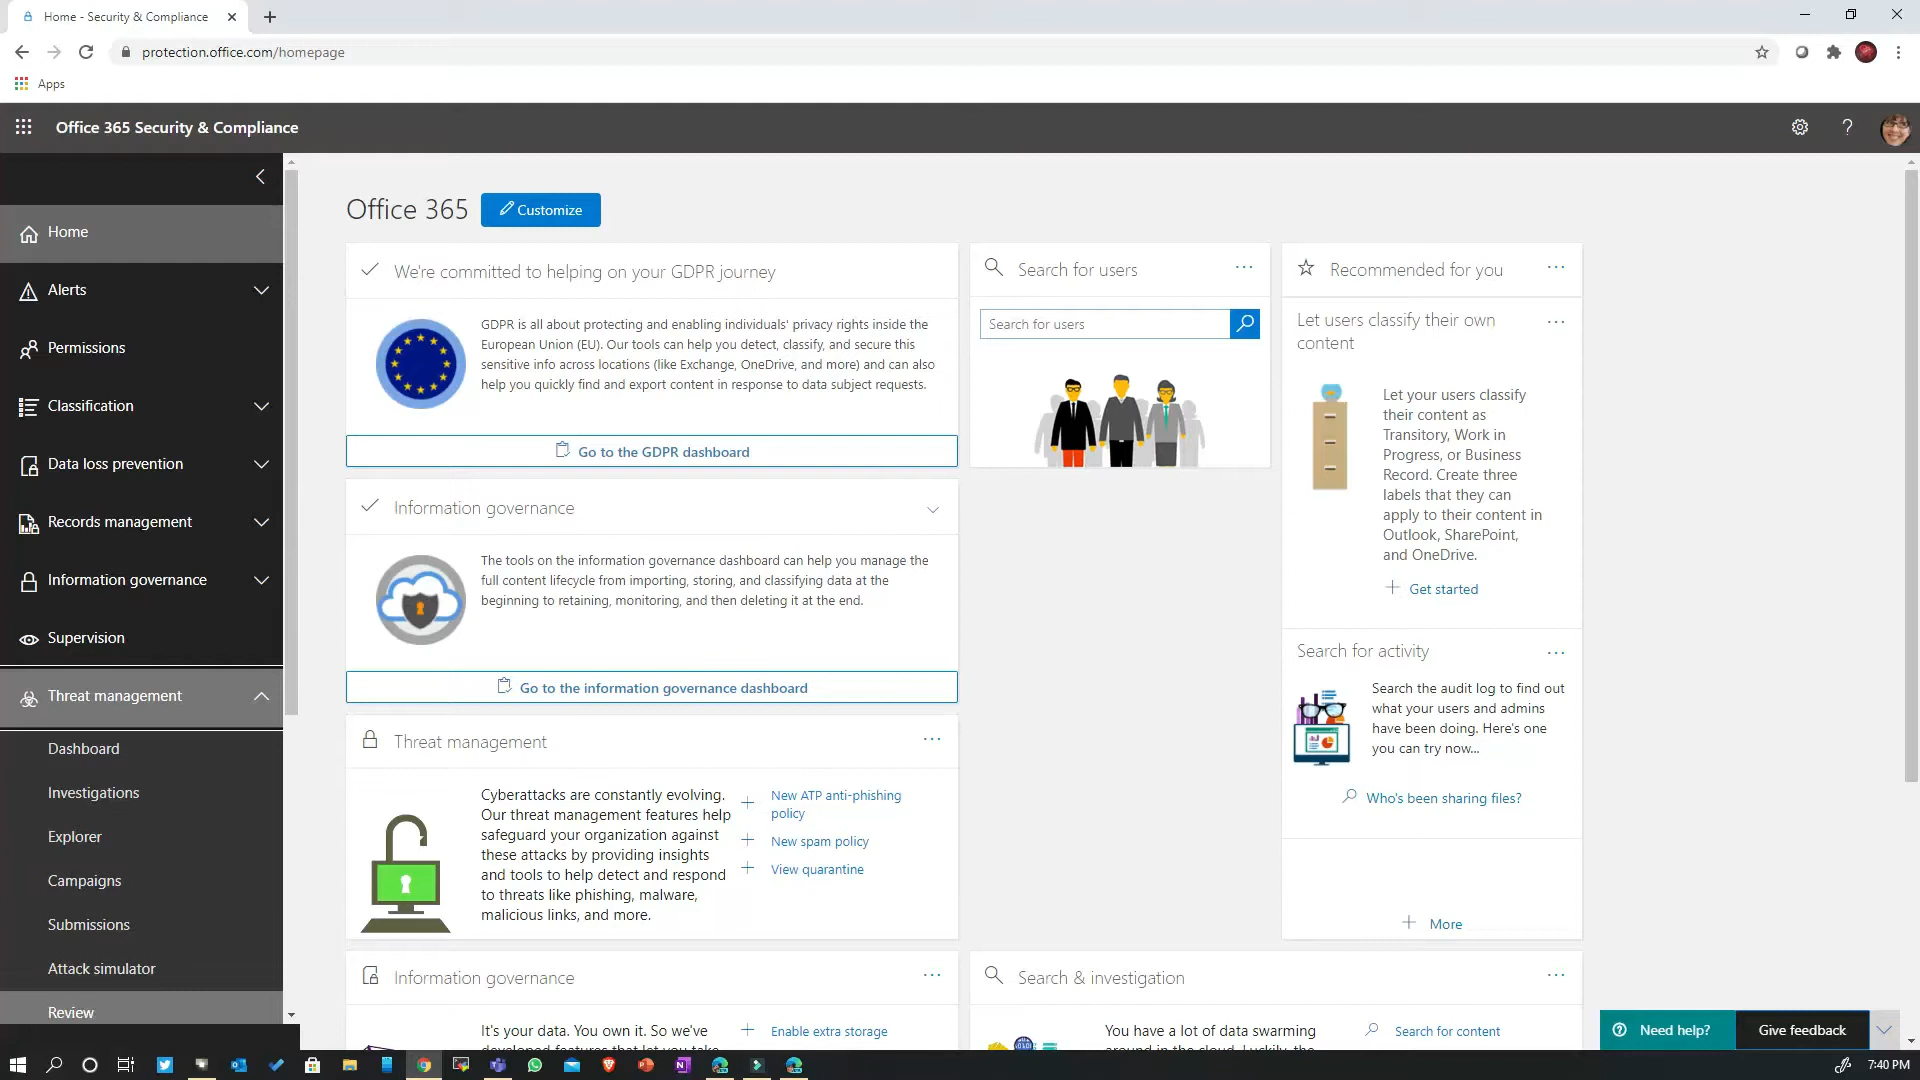 Home - Security & Compliance
protection.office.com/homepage
Apps
Office 365 Security & Compliance
?
Home
Alerts
Permissions
Classification
Data loss prevention
Records management
Information governance
Supervision
Threat management
Dashboard
Investigations
Explorer
Campaigns
Submissions
Attack simulator
Review
Office 365
Customize
We're committed to helping on your GDPR journey
GDPR is all about protecting and enabling individuals' privacy rights inside the
European Union (EU). Our tools can help you detect, classify, and secure this
sensitive info across locations (like Exchange, OneDrive, and more) and can also
help you quickly find and export content in response to data subject requests.
Go to the GDPR dashboard
Information governance
The tools on the information governance dashboard can help you manage the
full content lifecycle from importing, storing, and classifying data at the
beginning to retaining, monitoring, and then deleting it at the end.
Go to the information governance dashboard
Threat management
Cyberattacks are constantly evolving.
Our threat management features help
safeguard your organization against
these attacks by providing insights
and tools to help detect and respond
to threats like phishing, malware,
malicious links, and more.
New ATP anti-phishing
policy
New spam policy
View quarantine
Information governance
It's your data. You own it. So we've
developed features that let you take
Enable extra storage
Search for users
Search for users
Recommended for you
Let users classify their own
content
Let your users classify
their content as
Transitory, Work in
Progress, or Business
Record. Create three
labels that they can
apply to their content in
Outlook, SharePoint,
and OneDrive.
Get started
Search for activity
Search the audit log to find out
what your users and admins
have been doing. Here's one
you can try now...
Who's been sharing files?
More
Search & investigation
You have a lot of data swarming
around in the cloud. Luckily, the
Search for content
Need help?
Give feedback
7:40 PM